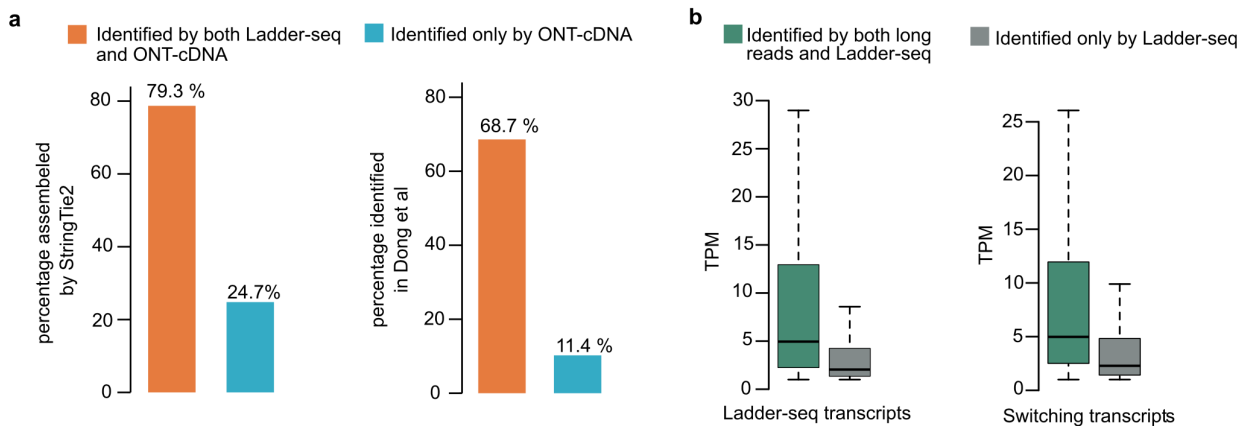 a
Identified by both Ladder-seq
and ONT-cDNA
Identified only by ONT-cDNA
percentage assembeled
by StringTie2
80
60
40
20
0
79.3 %
24.7%
percentage identified
in Dong et al
80
60
40
20
0
68.7 %
11.4 %
b
Identified by both long
reads and Ladder-seq
Identified only by Ladder-seq
TPM
30
25
20
15
10
5
0
Ladder-seq transcripts
TPM
25
20
15
10
5
0
Switching transcripts